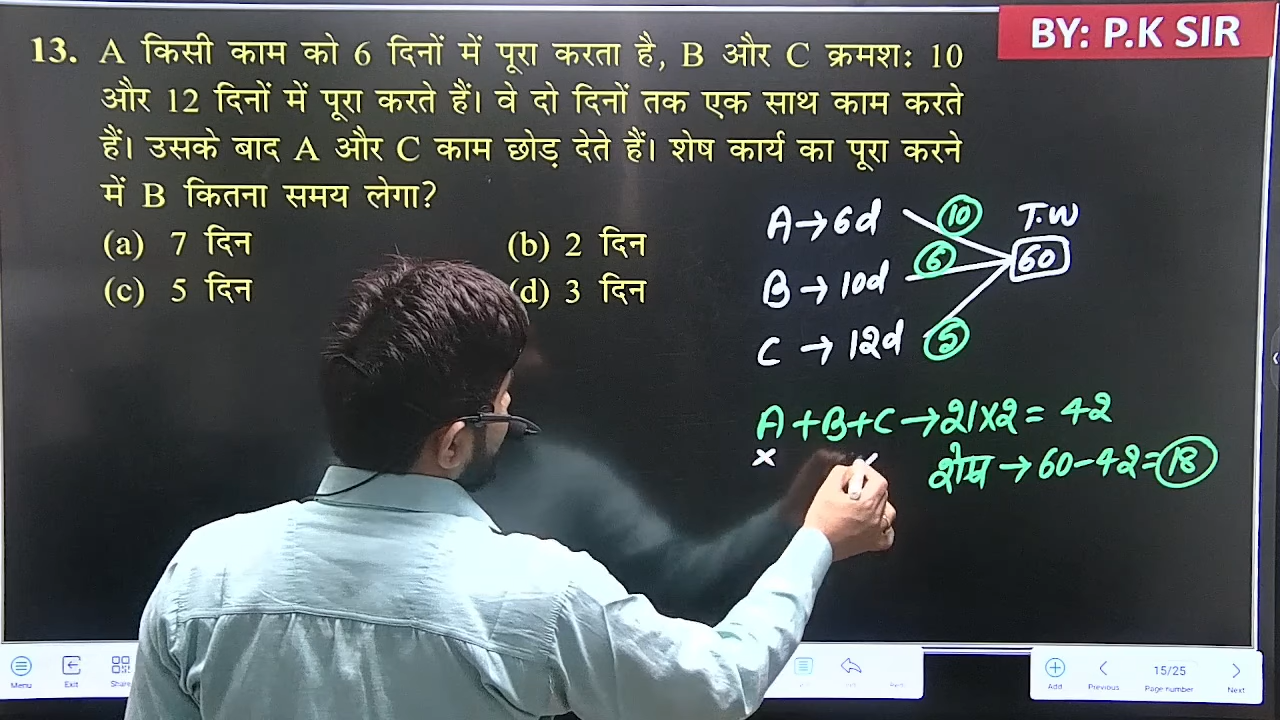 BY: P.K SIR
13. A किसी काम को 6 दिनों में पूरा करता है, B और C क्रमश: 10
और 12 दिनों में पूरा करते हैं। वे दो दिनों तक एक साथ काम करते
हैं। उसके बाद A और C काम छोड़ देते हैं। शेष कार्य का पूरा करने
में B कितना समय लेगा?
(a) 7 दिन (b) 2 दिन
(c) 5 दिन (d) 3 दिन
A→6d 10 T.W
B→10d 6 60
C→12d 5
A+B+C→21x2=42
x शेष→60-42=18
Menu Exit Share Add Previous 15/25 Page number Next